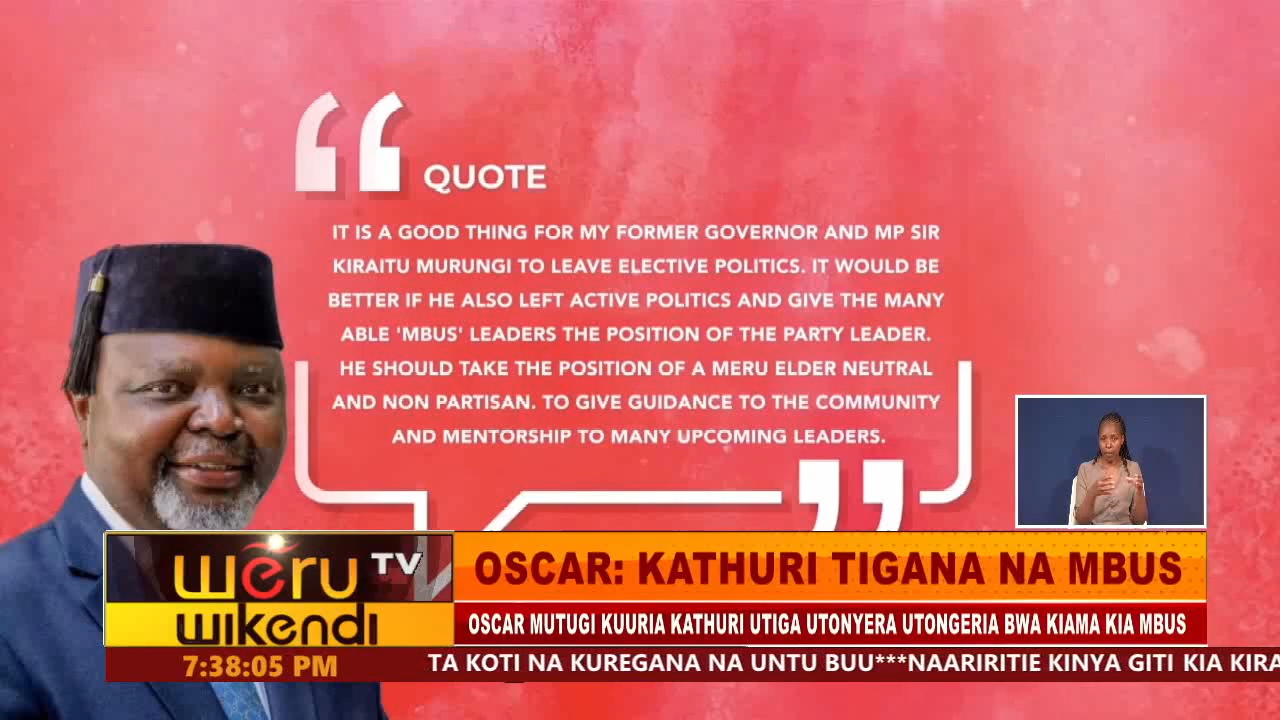 QUOTE
IT IS A GOOD THING FOR MY FORMER GOVERNOR AND MP SIR
KIRAITU MURUNGI TO LEAVE ELECTIVE POLITICS. IT WOULD BE
BETTER IF HE ALSO LEFT ACTIVE POLITICS AND GIVE THE MANY
ABLE 'MBUS' LEADERS THE POSITION OF THE PARTY LEADER.
HE SHOULD TAKE THE POSITION OF A MERU ELDER NEUTRAL
AND NON PARTISAN. TO GIVE GUIDANCE TO THE COMMUNITY
AND MENTORSHIP TO MANY UPCOMING LEADERS.
weru TV
wikendi
OSCAR: KATHURI TIGANA NA MBUS
OSCAR MUTUGI KUURIA KATHURI UTIGA UTONYERA UTONGERIA BWA KIAMA KIA MBUS
7:38:05 PM
TA KOTI NA KUREGANA NA UNTU BUU***NAARIRITIE KINYA GITI KIA KIRA